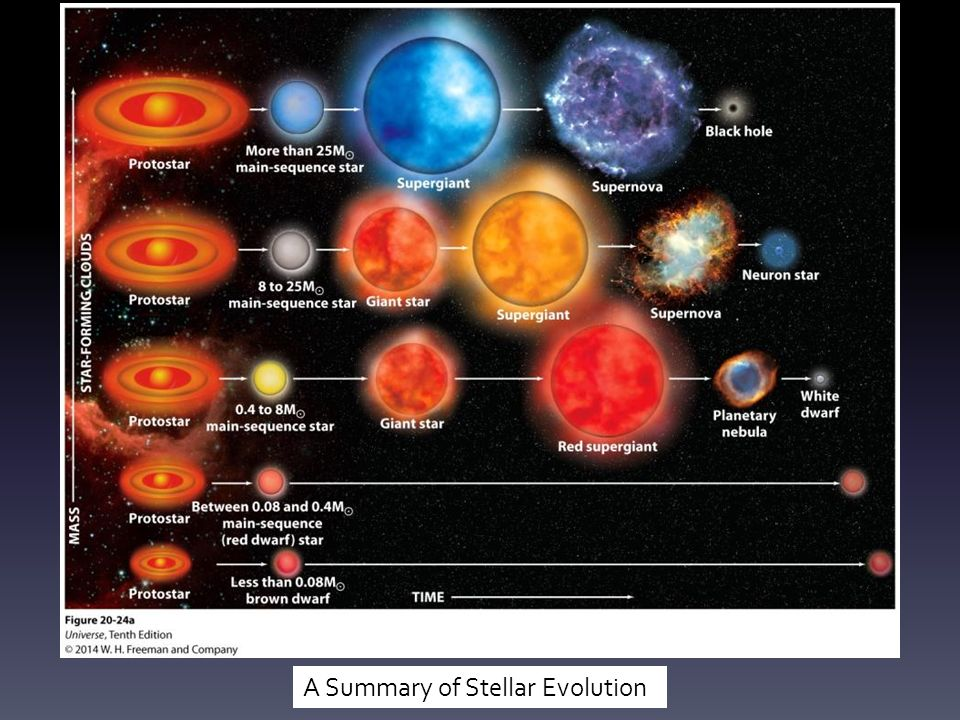 Protostar
More than 25M☉
main-sequence star
Supergiant
Supernova
Black hole
Protostar
8 to 25M☉
main-sequence star
Giant star
Supergiant
Supernova
Neuron star
Protostar
0.4 to 8M☉
main-sequence star
Giant star
Red supergiant
Planetary
nebula
White
dwarf
Protostar
Between 0.08 and 0.4M☉
main-sequence
(red dwarf) star
Protostar
Less than 0.08M☉
brown dwarf
MASS
STAR-FORMING CLOUDS
TIME
Figure 20-24a
Universe, Tenth Edition
© 2014 W. H. Freeman and Company
A Summary of Stellar Evolution